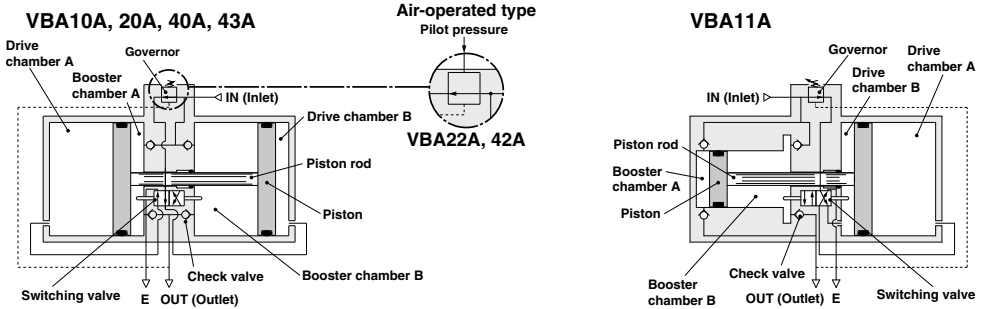 VBA10A, 20A, 40A, 43A
Drive
chamber A
Booster
chamber A
Governor
IN (Inlet)
Drive chamber B
Piston rod
Piston
Booster chamber B
Check valve
Switching valve
E
OUT (Outlet)
Air-operated type
Pilot pressure
VBA22A, 42A
VBA11A
Governor
Drive
chamber A
Drive
chamber B
IN (Inlet)
Piston rod
Booster
chamber A
Piston
Booster
chamber B
Check valve
OUT (Outlet)
E
Switching valve